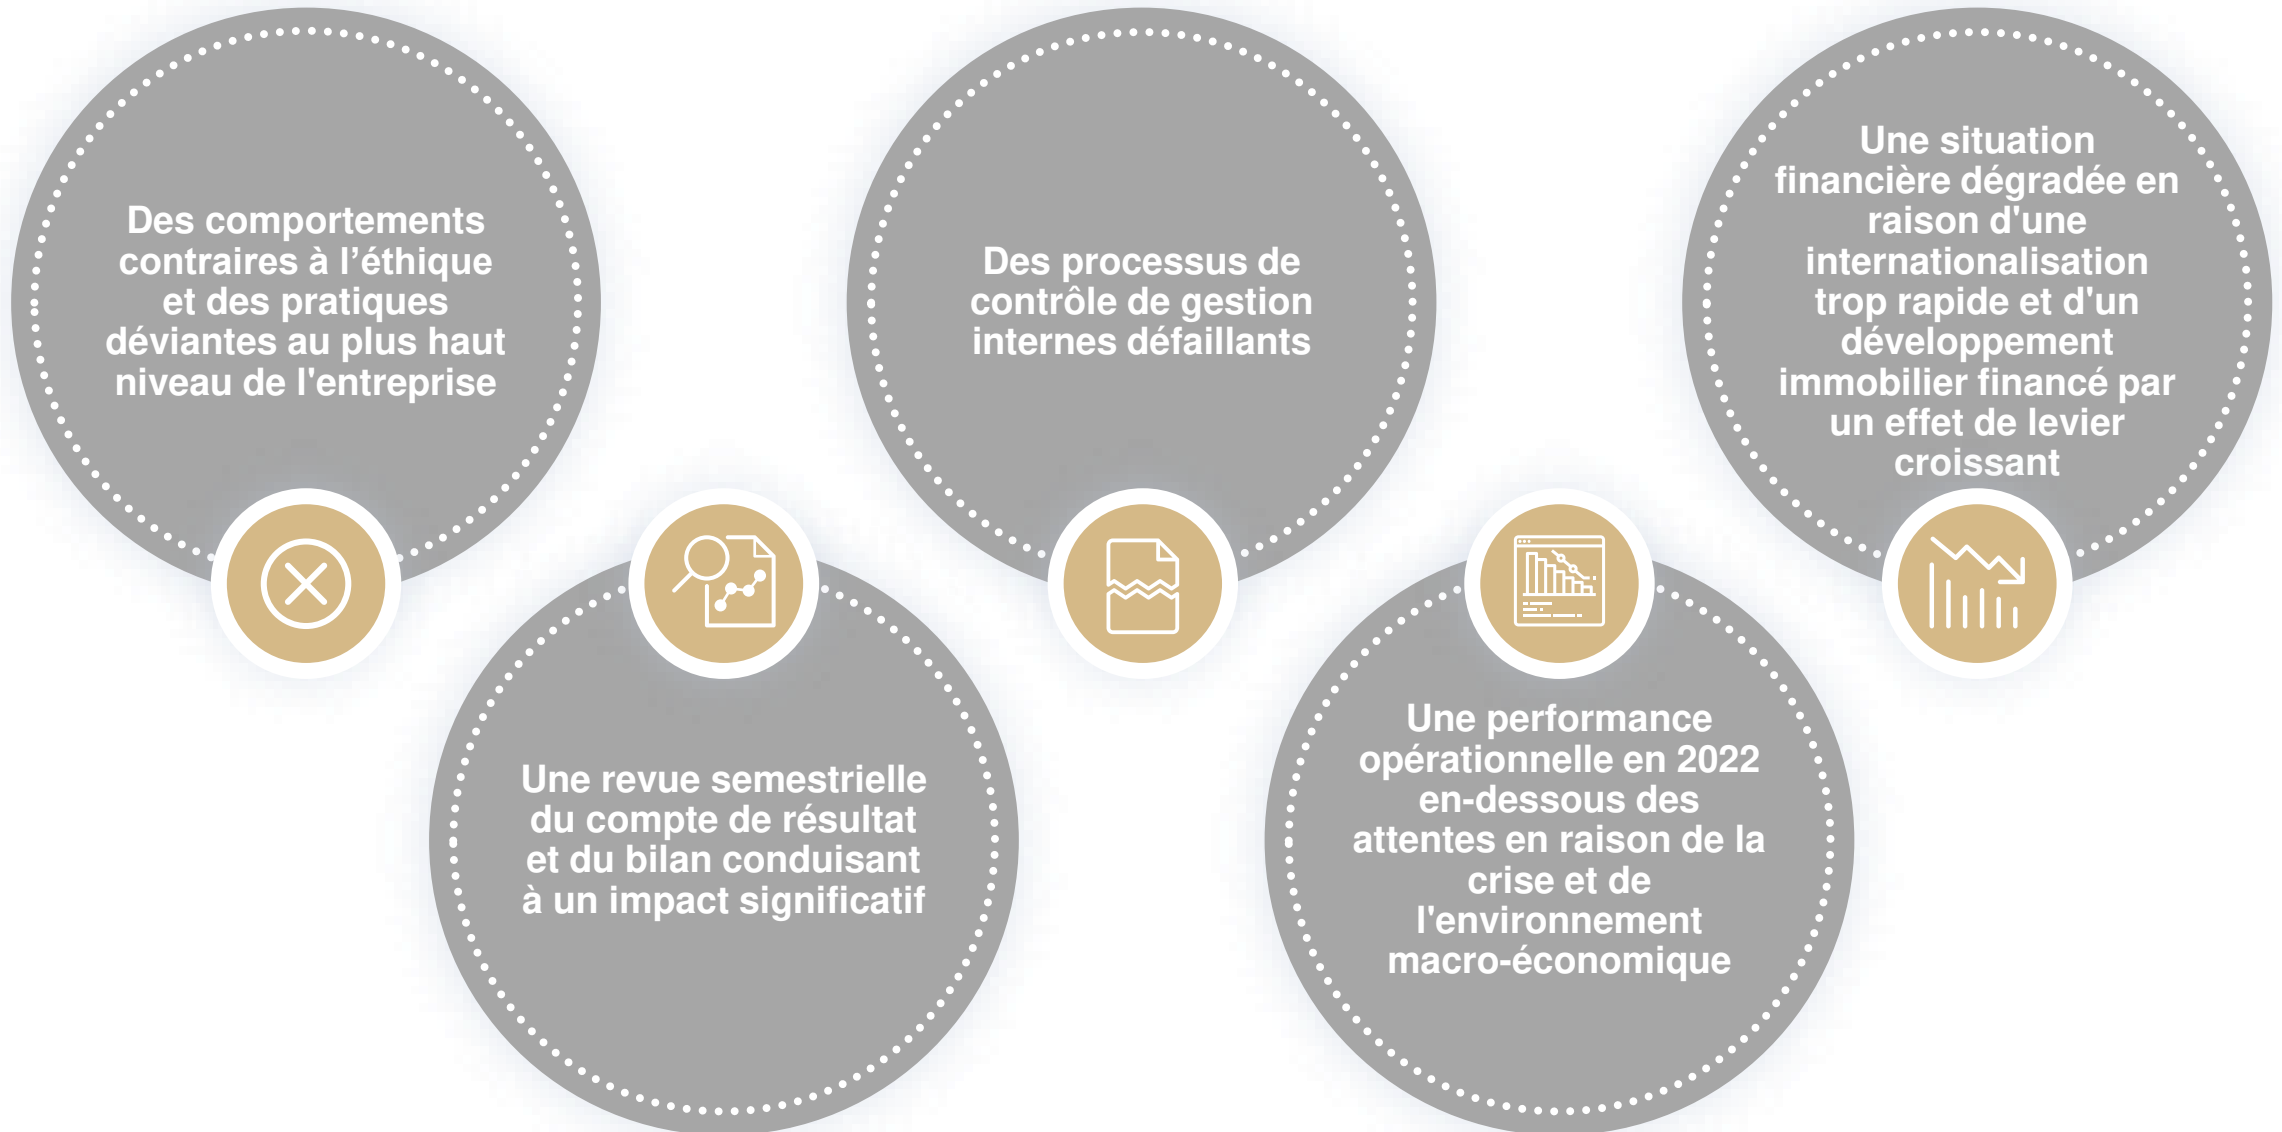 Des comportements
contraires à l’éthique
et des pratiques
déviantes au plus haut
niveau de l'entreprise
Une revue semestrielle
du compte de résultat
et du bilan conduisant
à un impact significatif
Des processus de
contrôle de gestion
internes défaillants
Une performance
opérationnelle en 2022
en-dessous des
attentes en raison de la
crise et de
l'environnement
macro-économique
Une situation
financière dégradée en
raison d'une
internationalisation
trop rapide et d'un
développement
immobilier financé par
un effet de levier
croissant